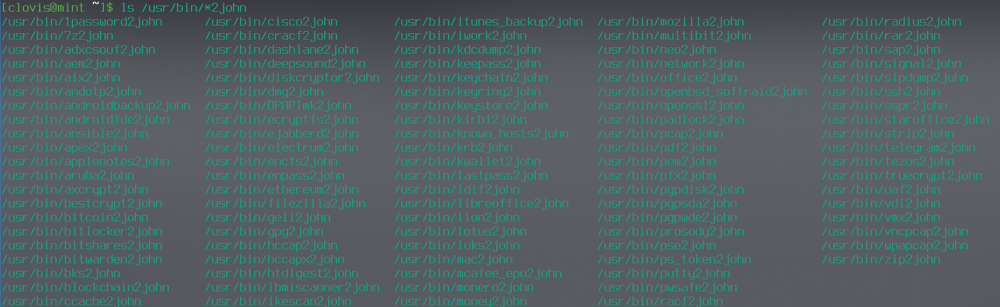 [clovis@mint ~]$ ls /usr/bin/*2john
/usr/bin/1password2john /usr/bin/cisco2john /usr/bin/itunes_backup2john /usr/bin/mozilla2john /usr/bin/radius2john
/usr/bin/7z2john /usr/bin/cracf2john /usr/bin/iwork2john /usr/bin/multibit2john /usr/bin/rar2john
/usr/bin/adxcsouf2john /usr/bin/dashlane2john /usr/bin/kdcdump2john /usr/bin/neo2john /usr/bin/sap2john
/usr/bin/aem2john /usr/bin/deepsound2john /usr/bin/keepass2john /usr/bin/network2john /usr/bin/signal2john
/usr/bin/aix2john /usr/bin/diskcryptor2john /usr/bin/keychain2john /usr/bin/office2john /usr/bin/sipdump2john
/usr/bin/andotp2john /usr/bin/dmg2john /usr/bin/keyring2john /usr/bin/openbsd_softraid2john /usr/bin/ssh2john
/usr/bin/androidbackup2john /usr/bin/DPAPImk2john /usr/bin/keystore2john /usr/bin/openssl2john /usr/bin/sspr2john
/usr/bin/androidfde2john /usr/bin/ecryptfs2john /usr/bin/kirbi2john /usr/bin/padlock2john /usr/bin/staroffice2john
/usr/bin/ansible2john /usr/bin/ejabberd2john /usr/bin/known_hosts2john /usr/bin/pcap2john /usr/bin/strip2john
/usr/bin/apex2john /usr/bin/electrum2john /usr/bin/krb2john /usr/bin/pdf2john /usr/bin/telegram2john
/usr/bin/applenotes2john /usr/bin/encfs2john /usr/bin/kwallet2john /usr/bin/pem2john /usr/bin/tezos2john
/usr/bin/aruba2john /usr/bin/enpass2john /usr/bin/lastpass2john /usr/bin/pfx2john /usr/bin/truecrypt2john
/usr/bin/axcrypt2john /usr/bin/ethereum2john /usr/bin/ldif2john /usr/bin/pgpdisk2john /usr/bin/uaf2john
/usr/bin/bestcrypt2john /usr/bin/filezilla2john /usr/bin/libreoffice2john /usr/bin/pgpsda2john /usr/bin/vdi2john
/usr/bin/bitcoin2john /usr/bin/geli2john /usr/bin/lion2john /usr/bin/pgpwde2john /usr/bin/vmx2john
/usr/bin/bitlocker2john /usr/bin/gpg2john /usr/bin/lotus2john /usr/bin/prosody2john /usr/bin/vncpcap2john
/usr/bin/bitshares2john /usr/bin/hccap2john /usr/bin/luks2john /usr/bin/pse2john /usr/bin/wpapcap2john
/usr/bin/bitwarden2john /usr/bin/hccapx2john /usr/bin/mac2john /usr/bin/ps_token2john /usr/bin/zip2john
/usr/bin/bks2john /usr/bin/htdigest2john /usr/bin/mcafee_epo2john /usr/bin/putty2john
/usr/bin/blockchain2john /usr/bin/ibmiscanner2john /usr/bin/monero2john /usr/bin/pwsafe2john
/usr/bin/ccache2john /usr/bin/ikescan2john /usr/bin/money2john /usr/bin/racf2john